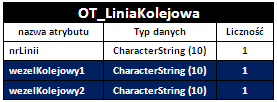 OT_LiniaKolejowa
nazwa atrybutu Typ danych Liczność
nrLinii CharacterString (10) 1
wezelKolejowy1 CharacterString (10) 1
wezelKolejowy2 CharacterString (10) 1